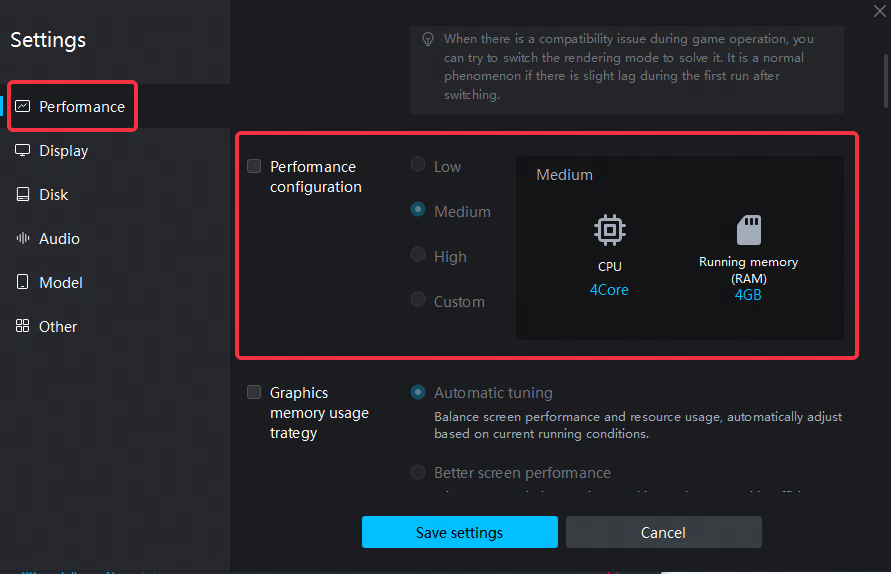 Settings
Performance
Display
Disk
Audio
Model
Other
When there is a compatibility issue during game operation, you
can try to switch the rendering mode to solve it. It is a normal
phenomenon if there is slight lag during the first run after
switching.
Performance
configuration
Low
Medium
High
Custom
Medium
CPU
4Core
Running memory
(RAM)
4GB
Graphics
memory usage
trategy
Automatic tuning
Balance screen performance and resource usage, automatically adjust
based on current running conditions.
Better screen performance
Save settings
Cancel